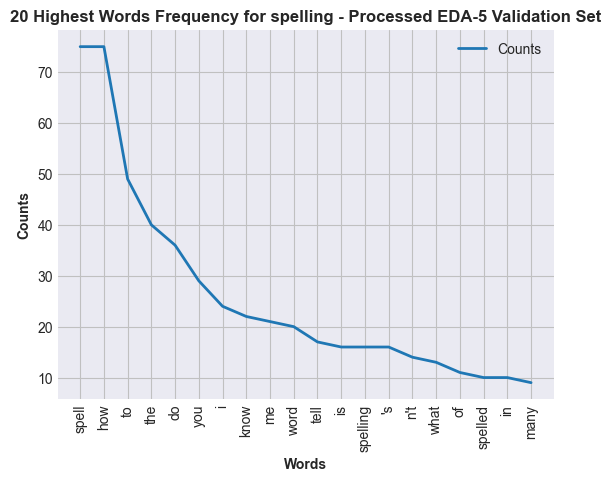 20 Highest Words Frequency for spelling - Processed EDA-5 Validation Set
Counts
Counts
70
60
50
40
30
20
10
spell
how
to
the
do
you
i
know
me
word
tell
is
spelling
's
n't
what
of
spelled
in
many
Words